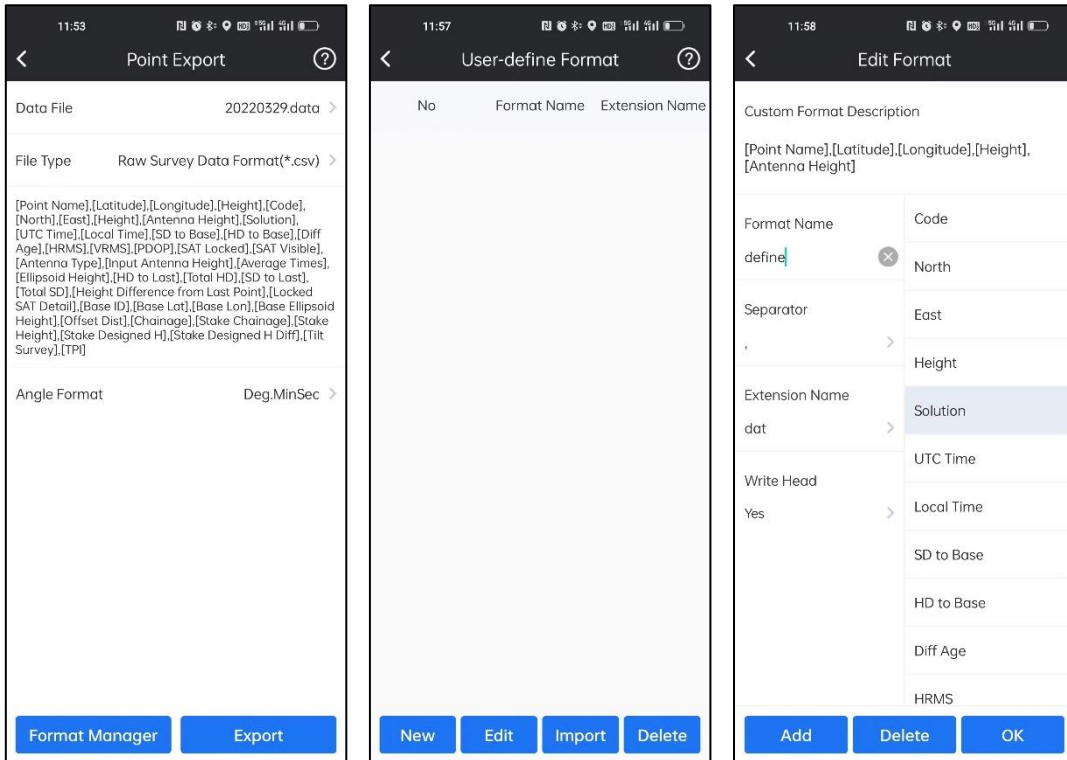 11:53
Point Export
?
Data File 20220329.data
File Type Raw Survey Data Format(*.csv)
[Point Name],[Latitude],[Longitude],[Height],[Code],
[North],[East],[Height],[Antenna Height],[Solution],
[UTC Time],[Local Time],[SD to Base],[HD to Base],[Diff
Age],[HRMS],[VRMS],[PDOP],[SAT Locked],[SAT Visible],
[Antenna Type],[Input Antenna Height],[Average Times],
[Ellipsoid Height],[HD to Last],[Total HD],[SD to Last],
[Total SD],[Height Difference from Last Point],[Locked
SAT Detail],[Base ID],[Base Lat],[Base Lon],[Base Ellipsoid
Height],[Offset Dist],[Chainage],[Stake Chainage],[Stake
Height],[Stake Designed H],[Stake Designed H Diff],[Tilt
Survey],[TPI]
Angle Format Deg.MinSec
Format Manager Export
11:57
User-define Format
?
No Format Name Extension Name
New Edit Import Delete
11:58
Edit Format
Custom Format Description
[Point Name],[Latitude],[Longitude],[Height],
[Antenna Height]
Format Name
define
Separator
,
Extension Name
dat
Write Head
Yes
Code
North
East
Height
Solution
UTC Time
Local Time
SD to Base
HD to Base
Diff Age
HRMS
Add Delete OK